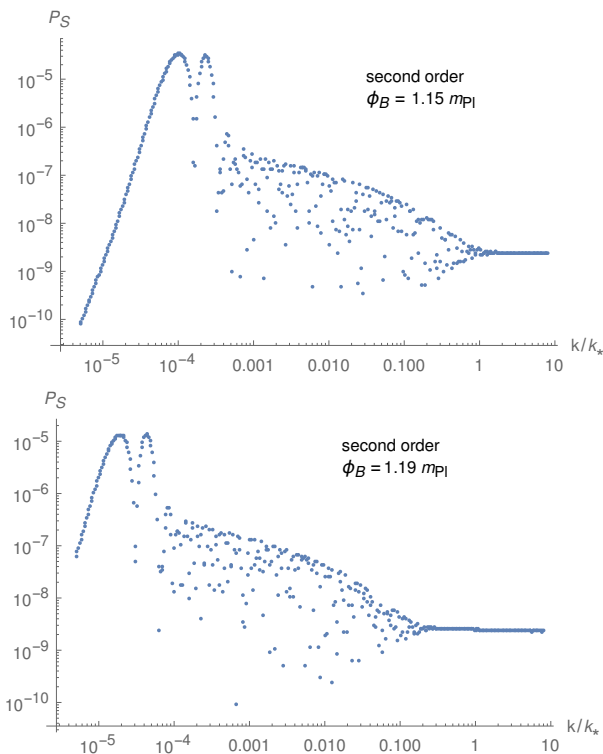 P_S
10⁻⁵
10⁻⁶
10⁻⁷
10⁻⁸
10⁻⁹
10⁻¹⁰
second order
ϕ_B = 1.15 m_Pl
10⁻⁵ 10⁻⁴ 0.001 0.010 0.100 1 10
k/k_*
P_S
10⁻⁵
10⁻⁶
10⁻⁷
10⁻⁸
10⁻⁹
10⁻¹⁰
second order
ϕ_B = 1.19 m_Pl
10⁻⁵ 10⁻⁴ 0.001 0.010 0.100 1 10
k/k_*